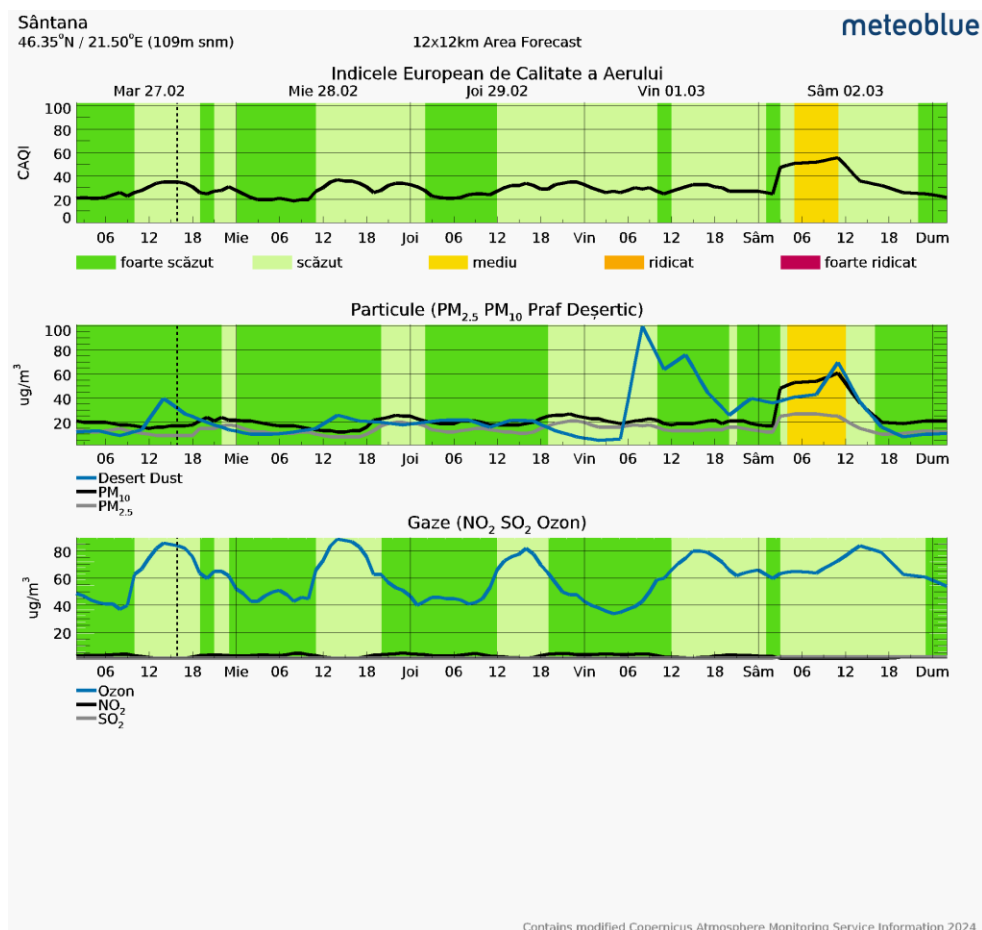 Sântana
meteoblue
46.35°N / 21.50°E (109m snm)
12x12km Area Forecast
Indicele European de Calitate a Aerului
Mar 27.02 Mie 28.02 Joi 29.02 Vin 01.03 Sâm 02.03
100
80
60
40
20
0
CAQI
06 12 18 Mie 06 12 18 Joi 06 12 18 Vin 06 12 18 Sâm 06 12 18 Dum
foarte scăzut scăzut mediu ridicat foarte ridicat
Particule (PM2.5 PM10 Praf Deșertic)
100
80
60
40
20
ug/m³
06 12 18 Mie 06 12 18 Joi 06 12 18 Vin 06 12 18 Sâm 06 12 18 Dum
Desert Dust
PM10
PM2.5
Gaze (NO2 SO2 Ozon)
80
60
40
20
ug/m³
06 12 18 Mie 06 12 18 Joi 06 12 18 Vin 06 12 18 Sâm 06 12 18 Dum
Ozon
NO2
SO2
Contains modified Copernicus Atmosphere Monitoring Service Information 2024